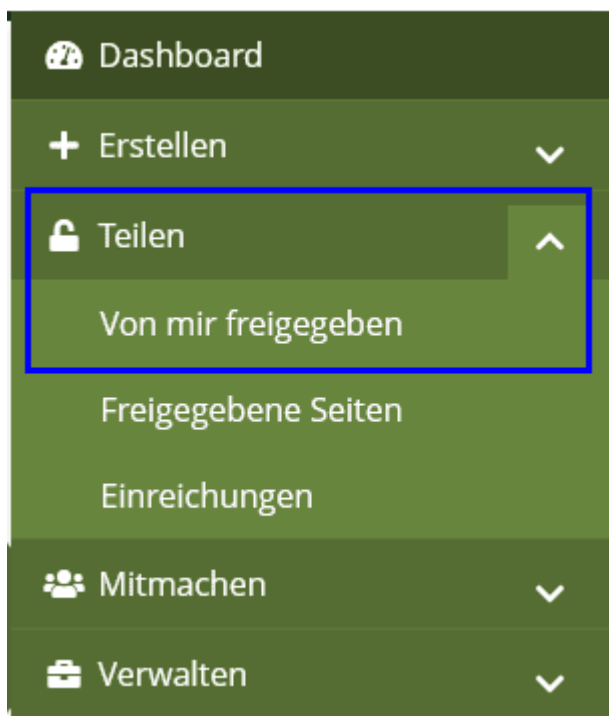 Dashboard
Erstellen
Teilen
Von mir freigegeben
Freigegebene Seiten
Einreichungen
Mitmachen
Verwalten